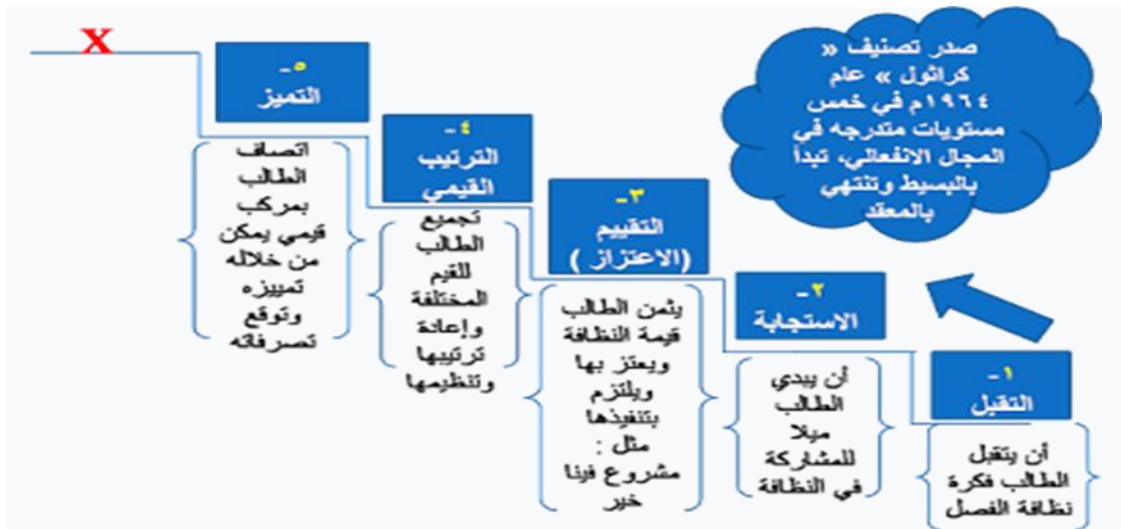 X
صدر تصنيف «
كراثول » عام
١٩٦٤م في خمس
مستويات متدرجه في
المجال الانفعالي، تبدأ
بالبسيط وتنتهي
بالمعقد
١-
التقبل
أن يتقبل
الطالب فكرة
نظافة الفصل
٢-
الاستجابة
أن يبدي
الطالب
ميلا
للمشاركة
في النظافة
٣-
التقييم
(الاعتزاز )
يثمن الطالب
قيمة النظافة
ويعتز بها
ويلتزم
بتنفيذها
مثل :
مشروع فينا
خير
٤-
الترتيب
القيمي
تجميع
الطالب
للقيم
المختلفة
وإعادة
ترتيبها
وتنظيمها
٥-
التميز
اتصاف
الطالب
بمركب
قيمي يمكن
من خلاله
تمييزه
وتوقع
تصرفاته